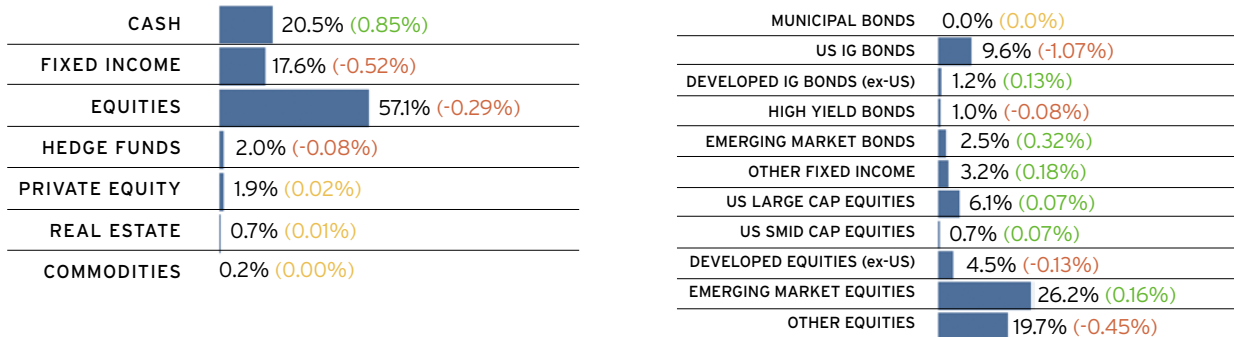 CASH 20.5% (0.85%)
FIXED INCOME 17.6% (-0.52%)
EQUITIES 57.1% (-0.29%)
HEDGE FUNDS 2.0% (-0.08%)
PRIVATE EQUITY 1.9% (0.02%)
REAL ESTATE 0.7% (0.01%)
COMMODITIES 0.2% (0.00%)
MUNICIPAL BONDS 0.0% (0.0%)
US IG BONDS 9.6% (-1.07%)
DEVELOPED IG BONDS (ex-US) 1.2% (0.13%)
HIGH YIELD BONDS 1.0% (-0.08%)
EMERGING MARKET BONDS 2.5% (0.32%)
OTHER FIXED INCOME 3.2% (0.18%)
US LARGE CAP EQUITIES 6.1% (0.07%)
US SMID CAP EQUITIES 0.7% (0.07%)
DEVELOPED EQUITIES (ex-US) 4.5% (-0.13%)
EMERGING MARKET EQUITIES 26.2% (0.16%)
OTHER EQUITIES 19.7% (-0.45%)